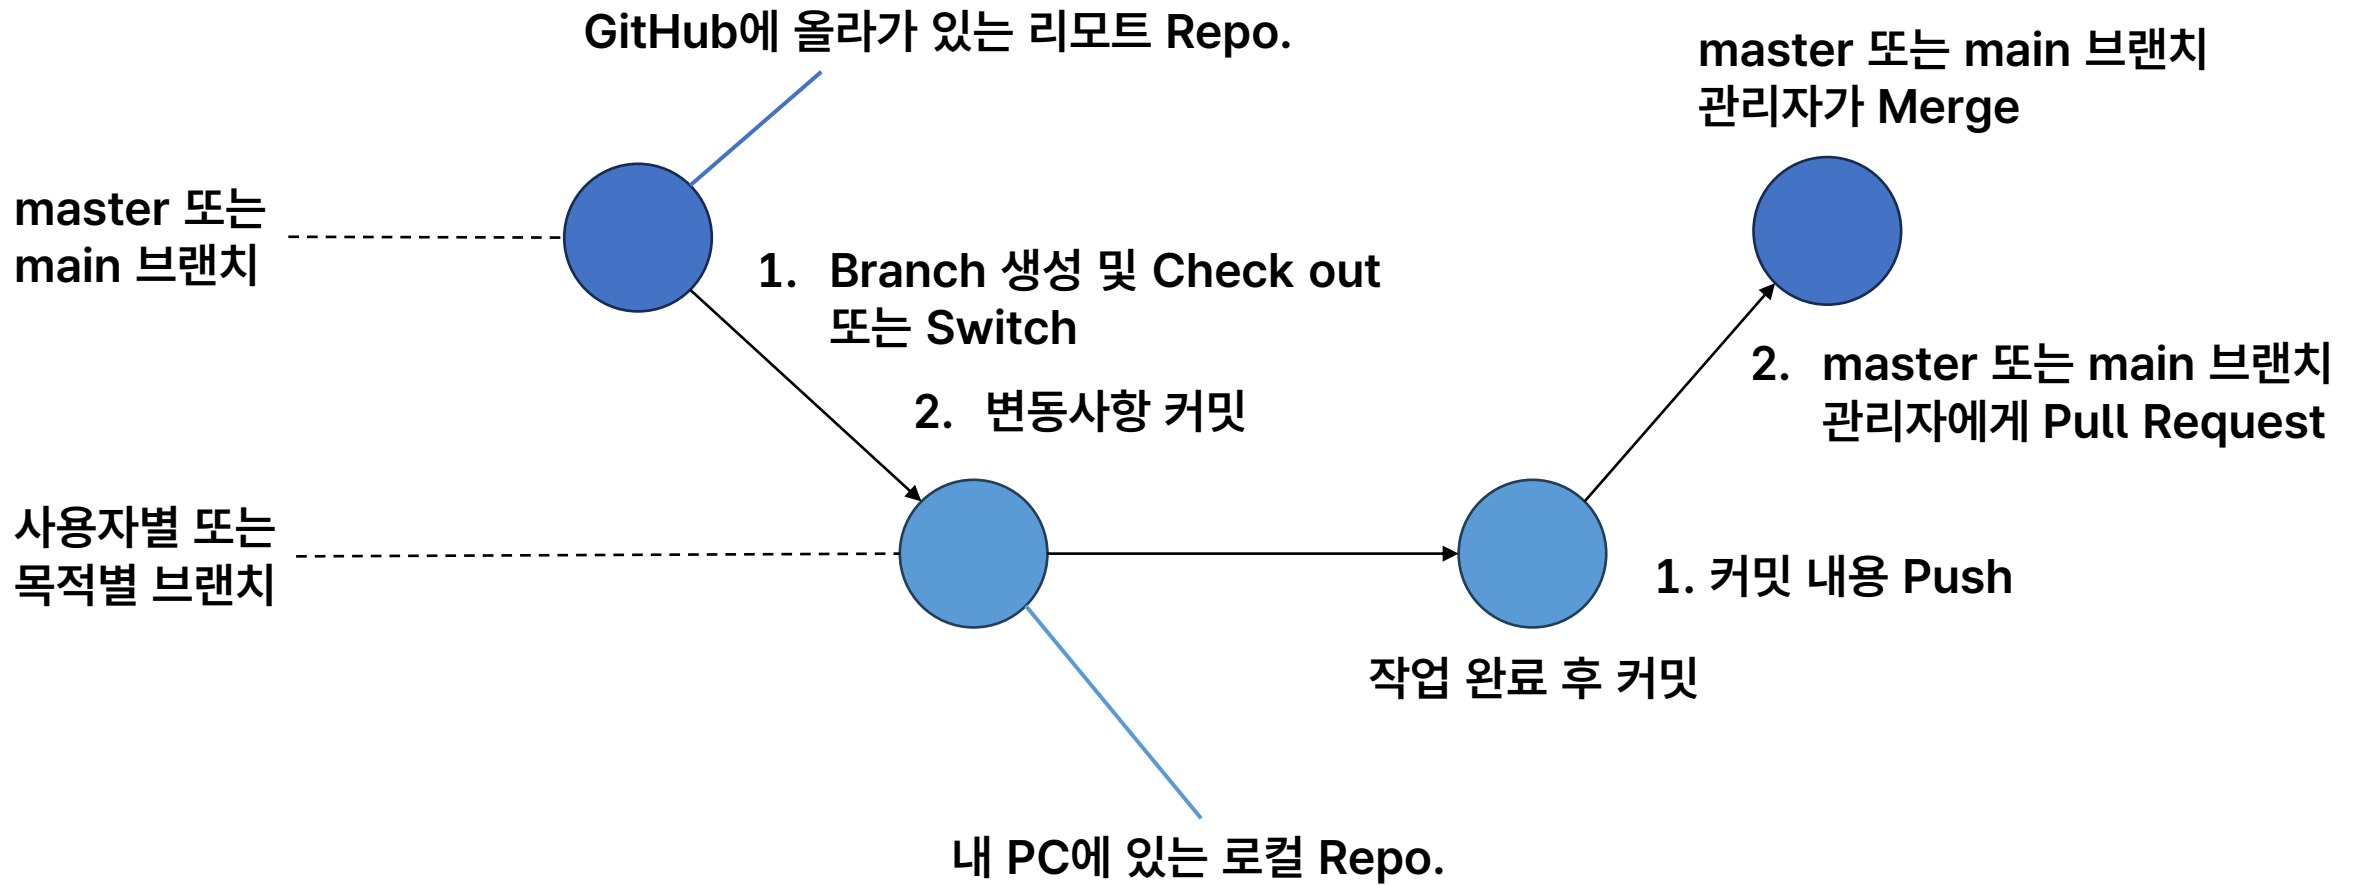 GitHub에 올라가 있는 리모트 Repo.
master 또는 main 브랜치
관리자가 Merge
master 또는
main 브랜치
1. Branch 생성 및 Check out
또는 Switch
2. 변동사항 커밋
2. master 또는 main 브랜치
관리자에게 Pull Request
사용자별 또는
목적별 브랜치
1. 커밋 내용 Push
작업 완료 후 커밋
내 PC에 있는 로컬 Repo.